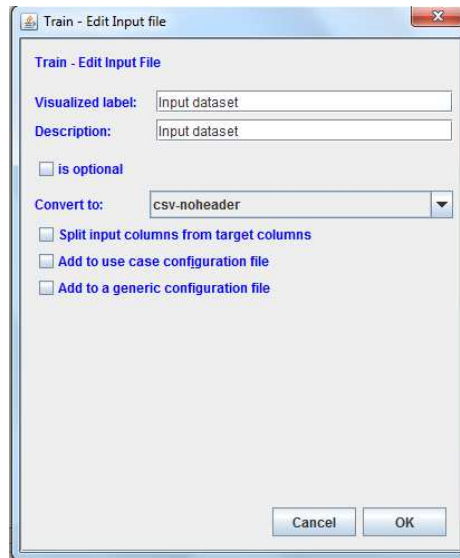 Train - Edit Input file
Train - Edit Input File
Visualized label: Input dataset
Description: Input dataset
is optional
Convert to: csv-noheader
Split input columns from target columns
Add to use case configuration file
Add to a generic configuration file
Cancel OK